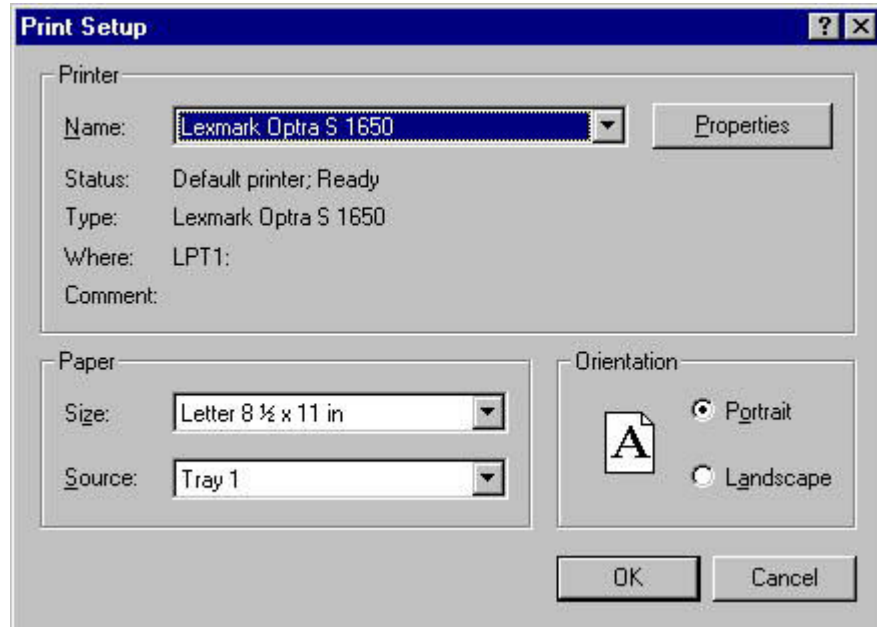 Print Setup
Printer
Name: Lexmark Optra S 1650 Properties
Status: Default printer; Ready
Type: Lexmark Optra S 1650
Where: LPT1:
Comment:
Paper
Size: Letter 8 ½ x 11 in
Source: Tray 1
Orientation
A
Portrait
Landscape
OK Cancel